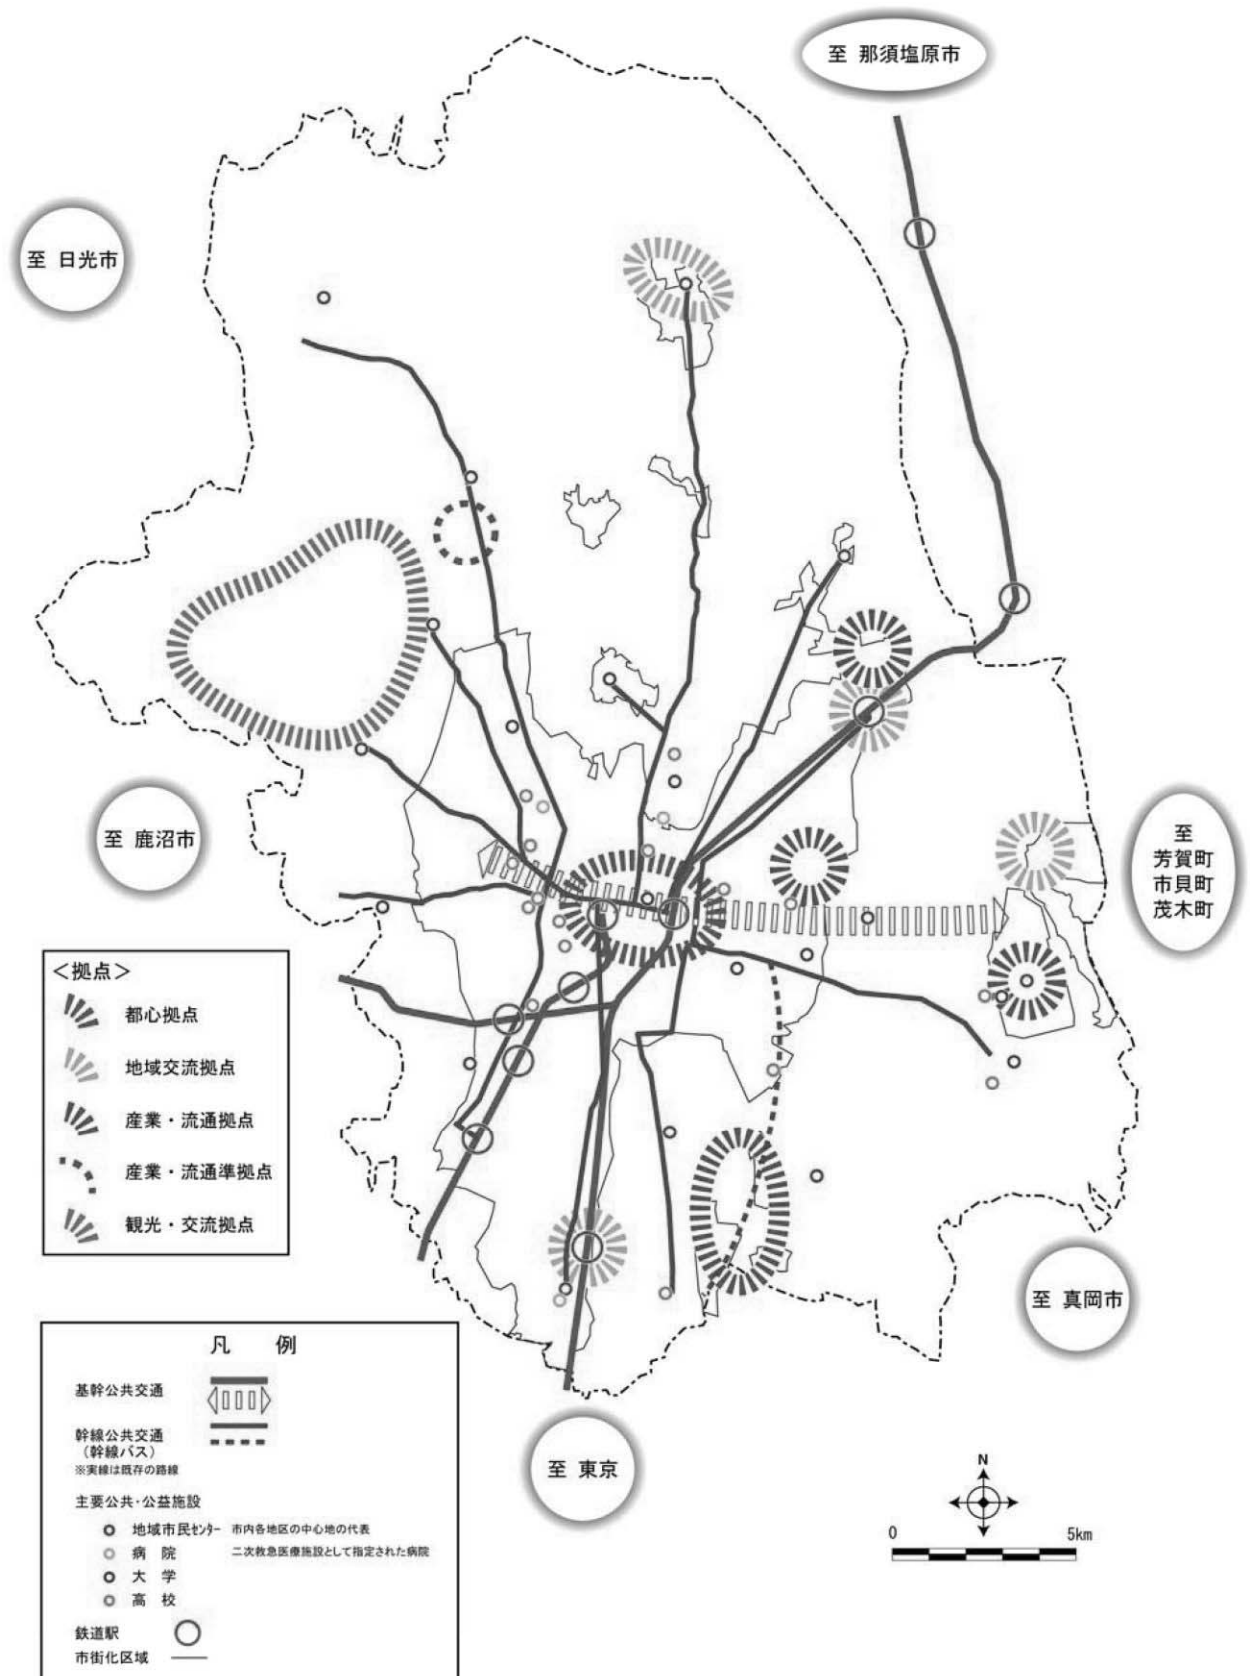 至 那須塩原市
至 日光市
至 鹿沼市
至
芳賀町
市貝町
茂木町
＜拠点＞
都心拠点
地域交流拠点
産業・流通拠点
産業・流通準拠点
観光・交流拠点
至 真岡市
至 東京
凡 例
基幹公共交通
幹線公共交通
（幹線バス）
※実線は既存の路線
主要公共・公益施設
地域市民センター 市内各地区の中心地の代表
病 院 二次救急医療施設として指定された病院
大 学
高 校
鉄道駅
市街化区域
N
0 5km